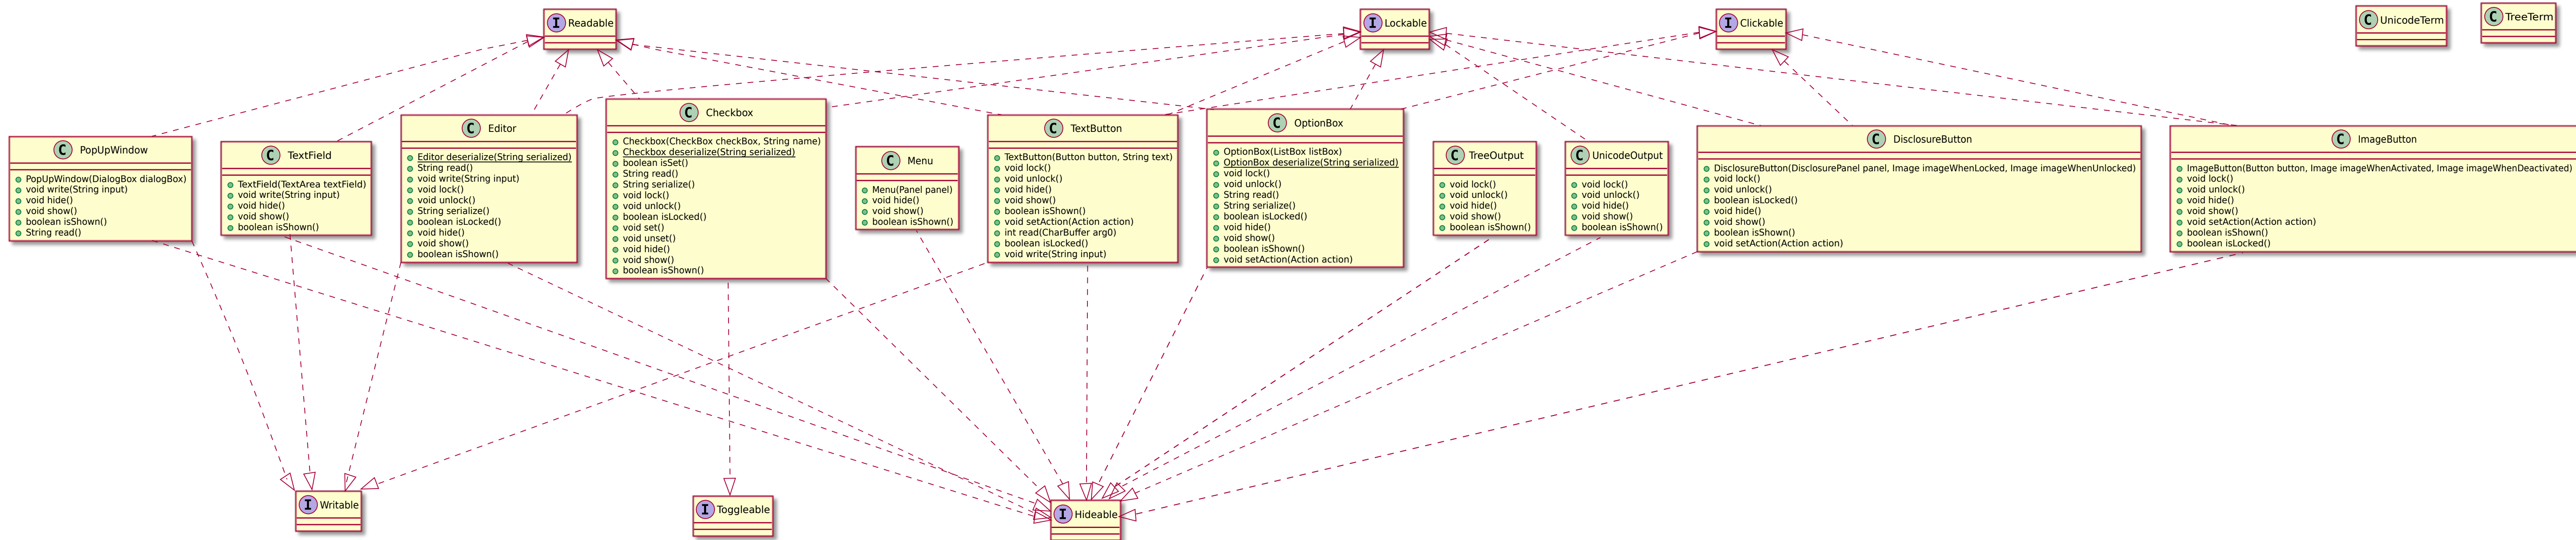 I Readable
I Lockable
I Clickable
C UnicodeTerm
C TreeTerm
C PopUpWindow
PopUpWindow(DialogBox dialogBox)
void write(String input)
void hide()
void show()
boolean isShown()
String read()
C TextField
TextField(TextArea textField)
void write(String input)
void hide()
void show()
boolean isShown()
C Editor
Editor deserialize(String serialized)
String read()
void write(String input)
void lock()
void unlock()
String serialize()
boolean isLocked()
void hide()
void show()
boolean isShown()
C Checkbox
Checkbox(CheckBox checkBox, String name)
Checkbox deserialize(String serialized)
boolean isSet()
String read()
String serialize()
void lock()
void unlock()
boolean isLocked()
void set()
void unset()
void hide()
void show()
boolean isShown()
C Menu
Menu(Panel panel)
void hide()
void show()
boolean isShown()
C TextButton
TextButton(Button button, String text)
void lock()
void unlock()
void hide()
void show()
boolean isShown()
void setAction(Action action)
int read(CharBuffer arg0)
boolean isLocked()
void write(String input)
C OptionBox
OptionBox(ListBox listBox)
OptionBox deserialize(String serialized)
void lock()
void unlock()
String read()
String serialize()
boolean isLocked()
void hide()
void show()
boolean isShown()
void setAction(Action action)
C TreeOutput
void lock()
void unlock()
void hide()
void show()
boolean isShown()
C UnicodeOutput
void lock()
void unlock()
void hide()
void show()
boolean isShown()
C DisclosureButton
DisclosureButton(DisclosurePanel panel, Image imageWhenLocked, Image imageWhenUnlocked)
void lock()
void unlock()
boolean isLocked()
void hide()
void show()
boolean isShown()
void setAction(Action action)
C ImageButton
ImageButton(Button button, Image imageWhenActivated, Image imageWhenDeactivated)
void lock()
void unlock()
void hide()
void show()
void setAction(Action action)
boolean isShown()
boolean isLocked()
I Writable
I Toggleable
I Hideable